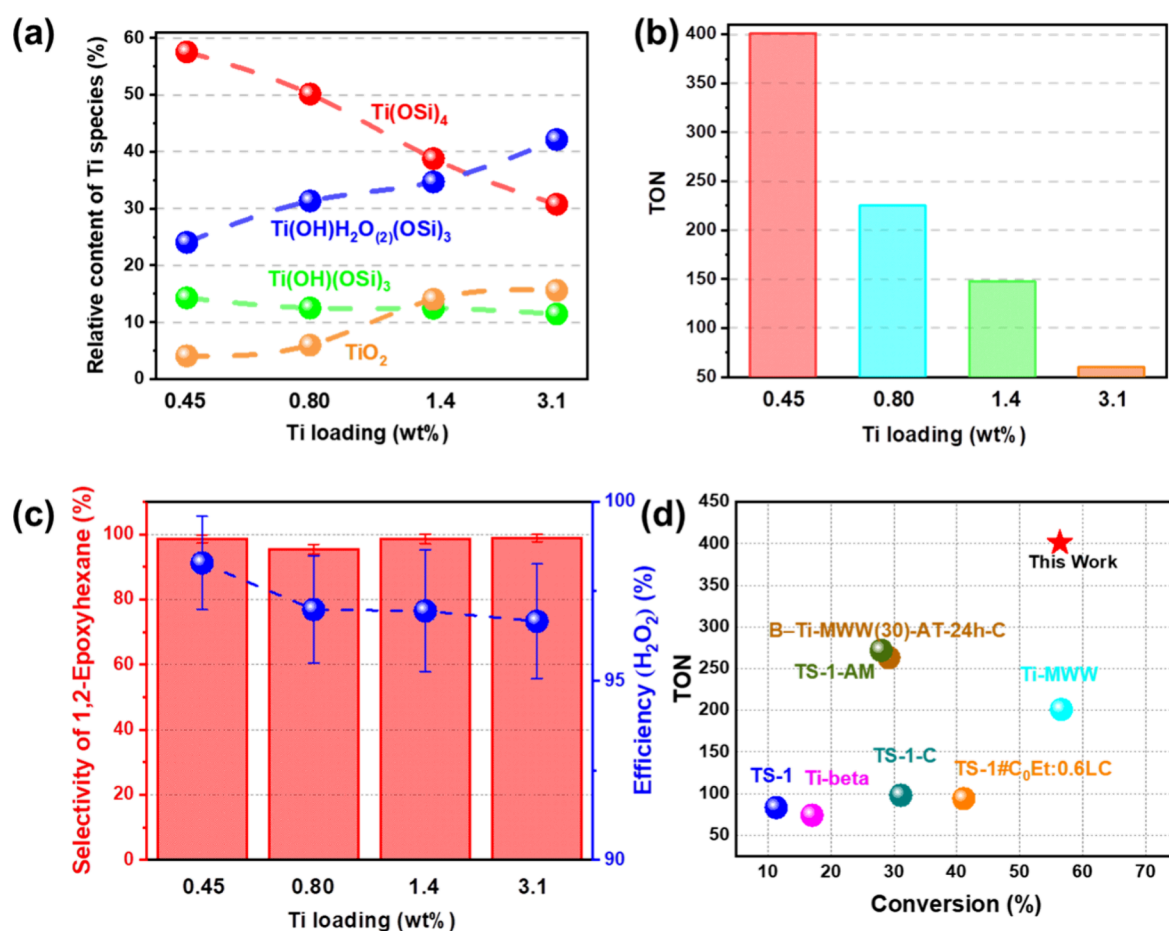 (a)
Relative content of Ti species (%)
60
50
40
30
20
10
0
Ti(OSi)₄
Ti(OH)H₂O₍₂₎(OSi)₃
Ti(OH)(OSi)₃
TiO₂
0.45 0.80 1.4 3.1
Ti loading (wt%)
(b)
TON
400
350
300
250
200
150
100
50
0.45 0.80 1.4 3.1
Ti loading (wt%)
(c)
Selectivity of 1,2-Epoxyhexane (%)
100
80
60
40
20
0
100
95
90
Efficiency (H₂O₂) (%)
0.45 0.80 1.4 3.1
Ti loading (wt%)
(d)
TON
450
400
350
300
250
200
150
100
50
This Work
B–Ti-MWW(30)-AT-24h-C
TS-1-AM
Ti-MWW
TS-1-C
TS-1
Ti-beta
TS-1#C₀Et:0.6LC
10 20 30 40 50 60 70
Conversion (%)